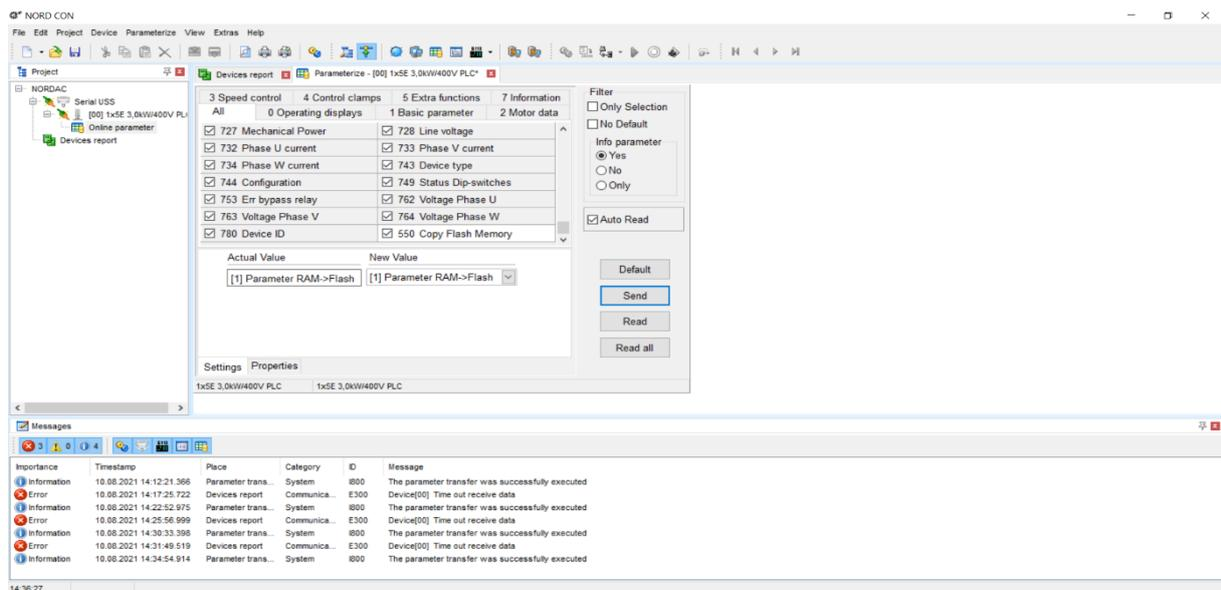 NORD CON
File Edit Project Device Parameterize View Extras Help
Project
NORDAC
Serial USS
[00] 1x5E 3,0kW/400V PL
Online parameter
Devices report
Devices report
Parameterize - [00] 1x5E 3,0kW/400V PLC*
3 Speed control 4 Control clamps 5 Extra functions 7 Information
All 0 Operating displays 1 Basic parameter 2 Motor data
727 Mechanical Power 728 Line voltage
732 Phase U current 733 Phase V current
734 Phase W current 743 Device type
744 Configuration 749 Status Dip-switches
753 Err bypass relay 762 Voltage Phase U
763 Voltage Phase V 764 Voltage Phase W
780 Device ID 550 Copy Flash Memory
Actual Value New Value
[1] Parameter RAM->Flash [1] Parameter RAM->Flash
Settings Properties
1x5E 3,0kW/400V PLC 1x5E 3,0kW/400V PLC
Filter
Only Selection
No Default
Info parameter
Yes
No
Only
Auto Read
Default
Send
Read
Read all
Messages
3 0 4
Importance Timestamp Place Category ID Message
Information 10.08.2021 14:12:21.366 Parameter trans... System I800 The parameter transfer was successfully executed
Error 10.08.2021 14:17:25.722 Devices report Communica... E300 Device[00] Time out receive data
Information 10.08.2021 14:22:52.975 Parameter trans... System I800 The parameter transfer was successfully executed
Error 10.08.2021 14:25:56.999 Devices report Communica... E300 Device[00] Time out receive data
Information 10.08.2021 14:30:33.398 Parameter trans... System I800 The parameter transfer was successfully executed
Error 10.08.2021 14:31:49.519 Devices report Communica... E300 Device[00] Time out receive data
Information 10.08.2021 14:34:54.914 Parameter trans... System I800 The parameter transfer was successfully executed
14:36:27